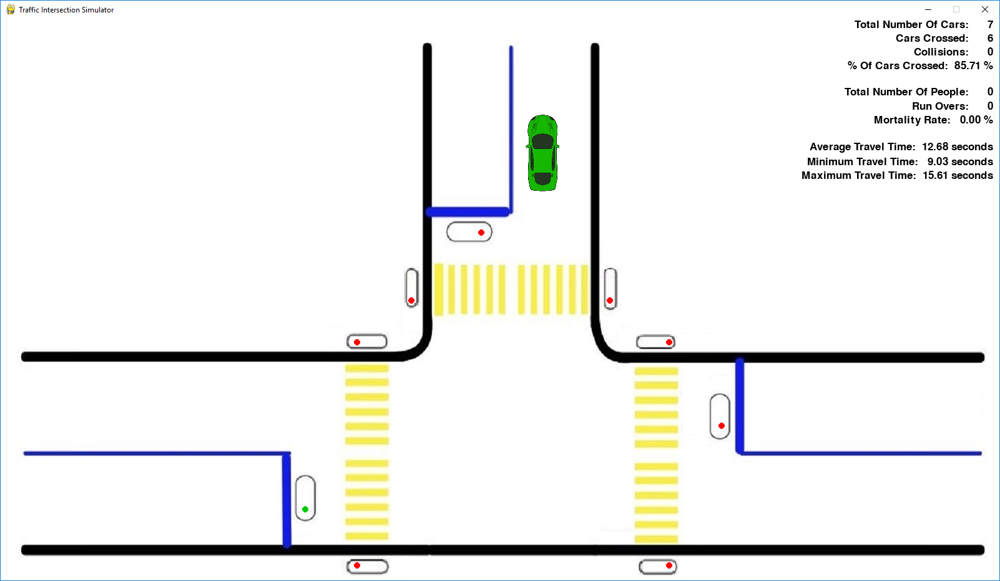 Traffic Intersection Simulator
Total Number Of Cars: 7
Cars Crossed: 6
Collisions: 0
% Of Cars Crossed: 85.71 %
Total Number Of People: 0
Run Overs: 0
Mortality Rate: 0.00 %
Average Travel Time: 12.68 seconds
Minimum Travel Time: 9.03 seconds
Maximum Travel Time: 15.61 seconds